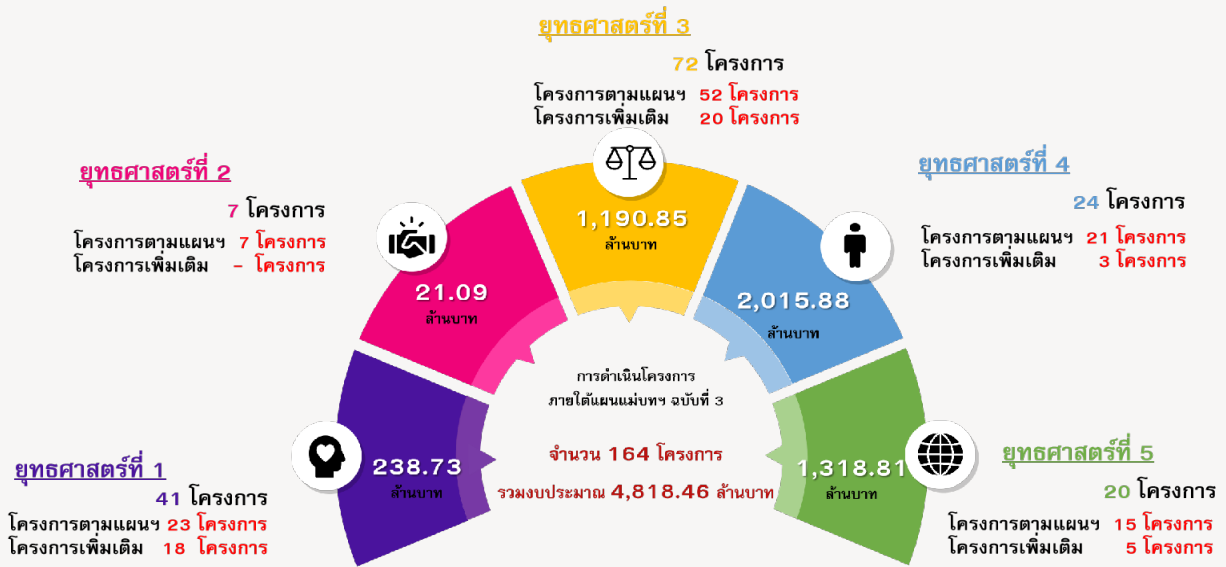 ยุทธศาสตร์ที่ 3
72 โครงการ
โครงการตามแผนฯ 52 โครงการ
โครงการเพิ่มเติม 20 โครงการ
1,190.85
ล้านบาท
ยุทธศาสตร์ที่ 2
7 โครงการ
โครงการตามแผนฯ 7 โครงการ
โครงการเพิ่มเติม - โครงการ
21.09
ล้านบาท
ยุทธศาสตร์ที่ 4
24 โครงการ
โครงการตามแผนฯ 21 โครงการ
โครงการเพิ่มเติม 3 โครงการ
2,015.88
ล้านบาท
การดำเนินโครงการ
ภายใต้แผนแม่บทฯ ฉบับที่ 3
จำนวน 164 โครงการ
รวมงบประมาณ 4,818.46 ล้านบาท
ยุทธศาสตร์ที่ 1
41 โครงการ
โครงการตามแผนฯ 23 โครงการ
โครงการเพิ่มเติม 18 โครงการ
238.73
ล้านบาท
ยุทธศาสตร์ที่ 5
20 โครงการ
โครงการตามแผนฯ 15 โครงการ
โครงการเพิ่มเติม 5 โครงการ
1,318.81
ล้านบาท